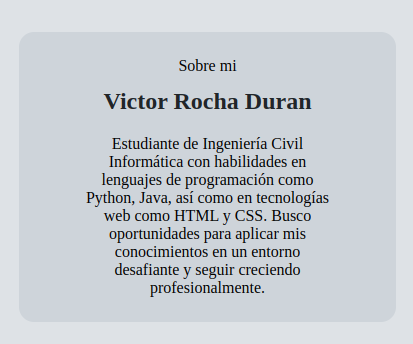 Sobre mi
Victor Rocha Duran
Estudiante de Ingeniería Civil
Informática con habilidades en
lenguajes de programación como
Python, Java, así como en tecnologías
web como HTML y CSS. Busco
oportunidades para aplicar mis
conocimientos en un entorno
desafiante y seguir creciendo
profesionalmente.